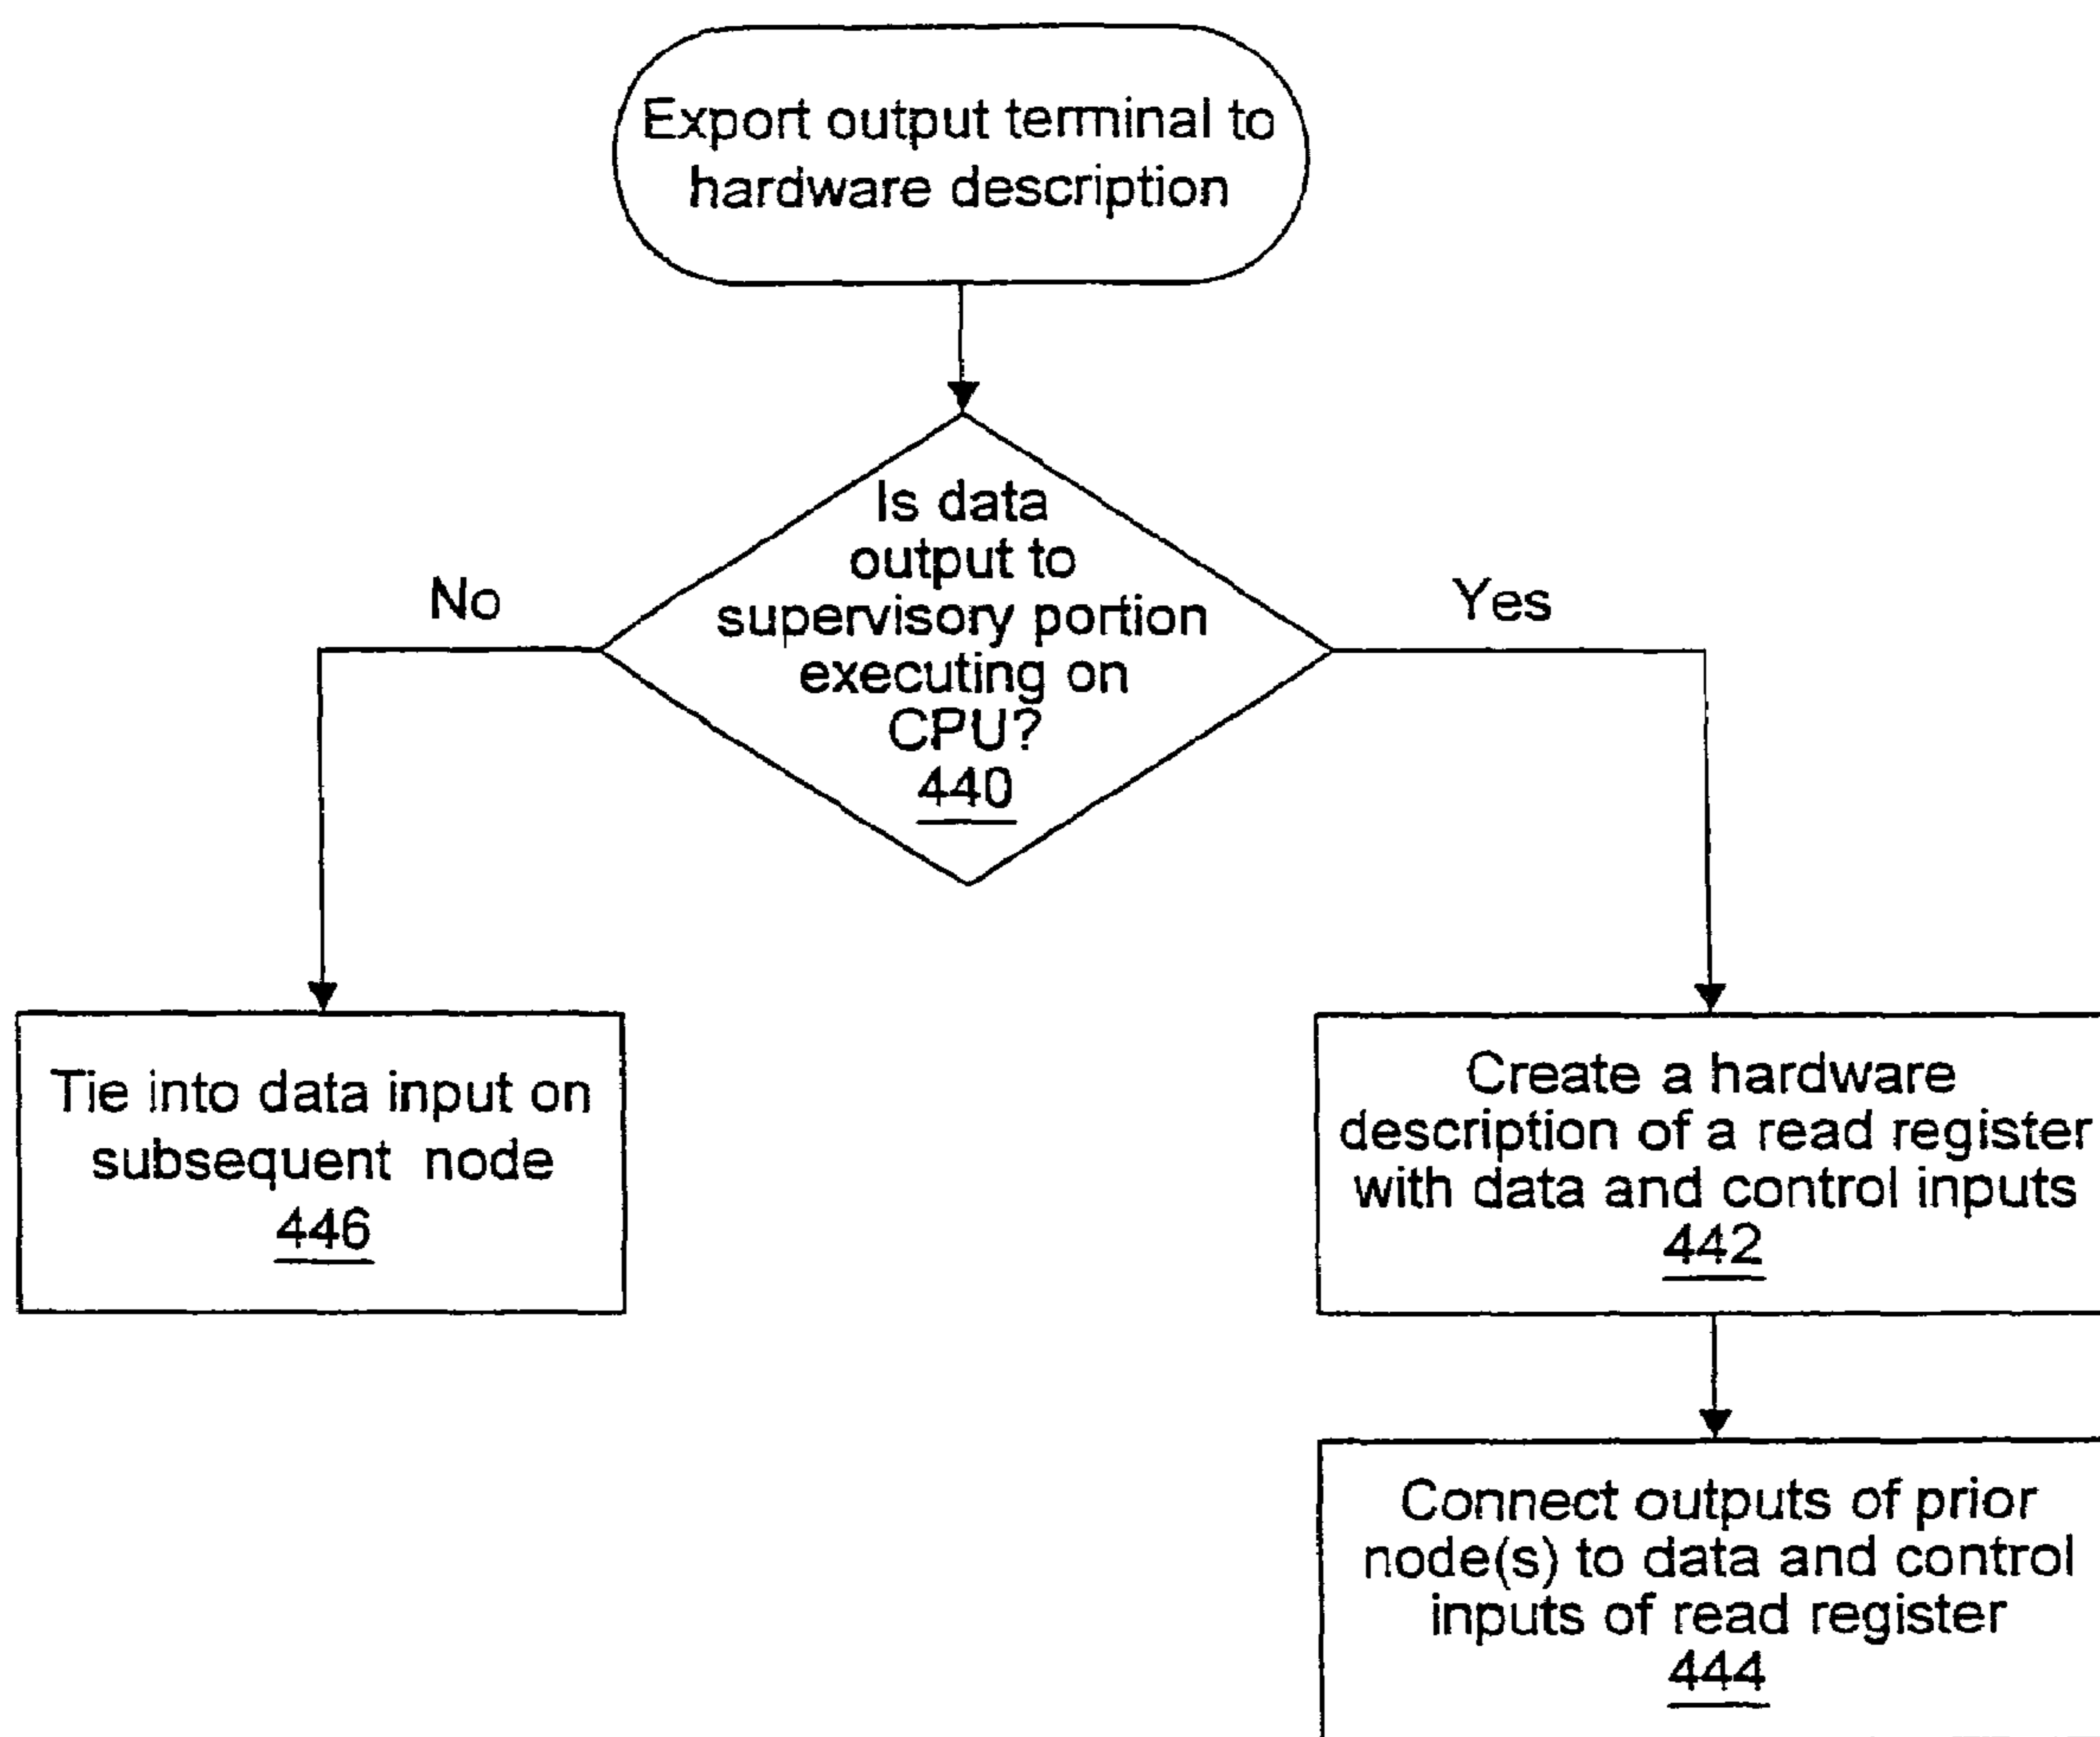 Export output terminal to
hardware description
Is data
output to
supervisory portion
executing on
CPU?
440
No
Yes
Tie into data input on
subsequent node
446
Create a hardware
description of a read register
with data and control inputs
442
Connect outputs of prior
node(s) to data and control
inputs of read register
444